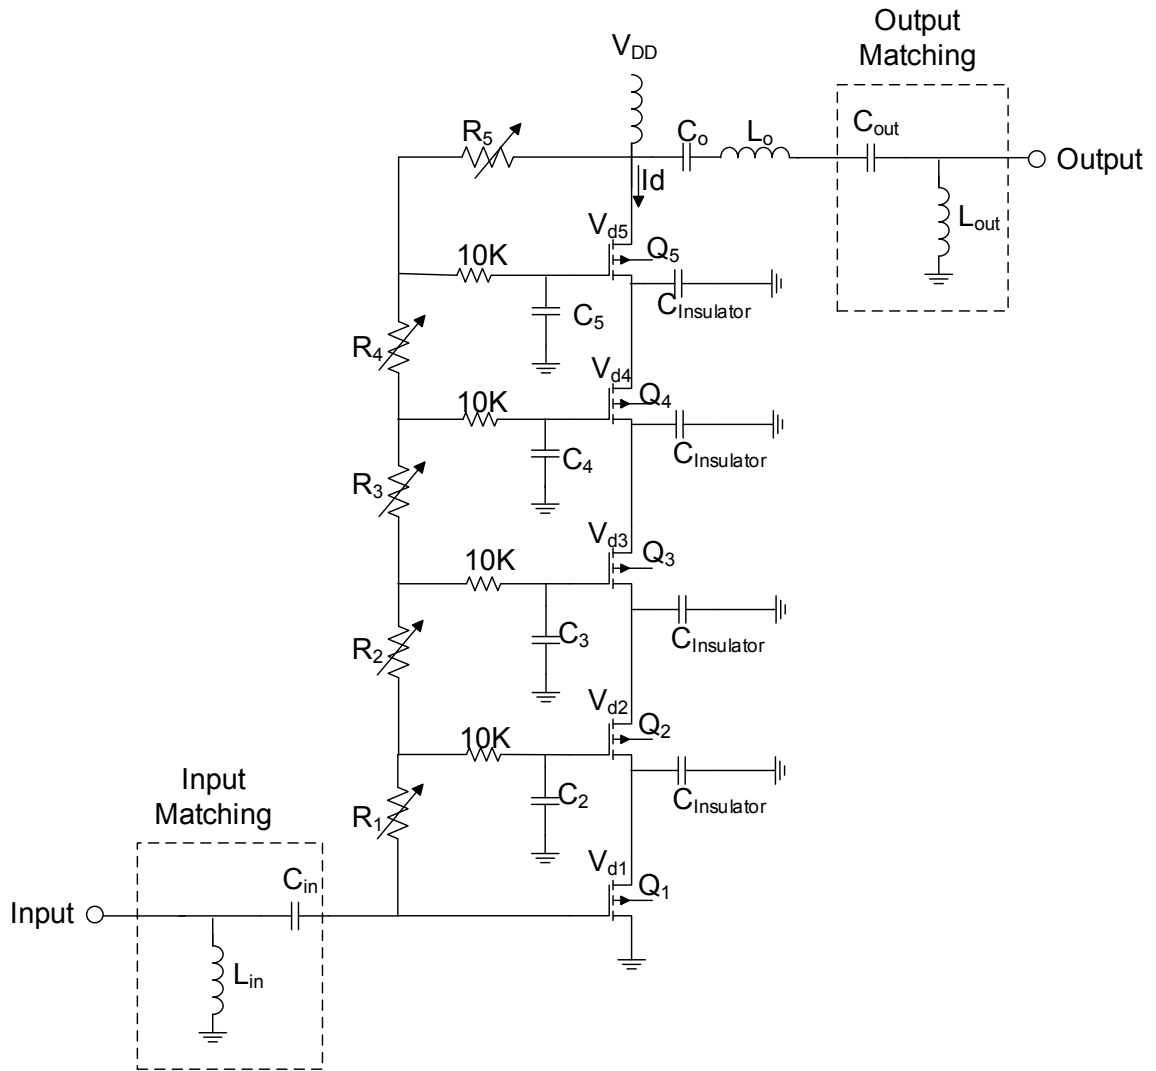 Output
Matching
VDD
R5
Co
Lo
Cout
Output
Id
Lout
Vd5
Q5
10K
C5
CInsulator
R4
Vd4
Q4
10K
C4
CInsulator
R3
Vd3
Q3
10K
C3
CInsulator
R2
Vd2
Q2
10K
C2
CInsulator
Input
Matching
R1
Vd1
Q1
Cin
Input
Lin